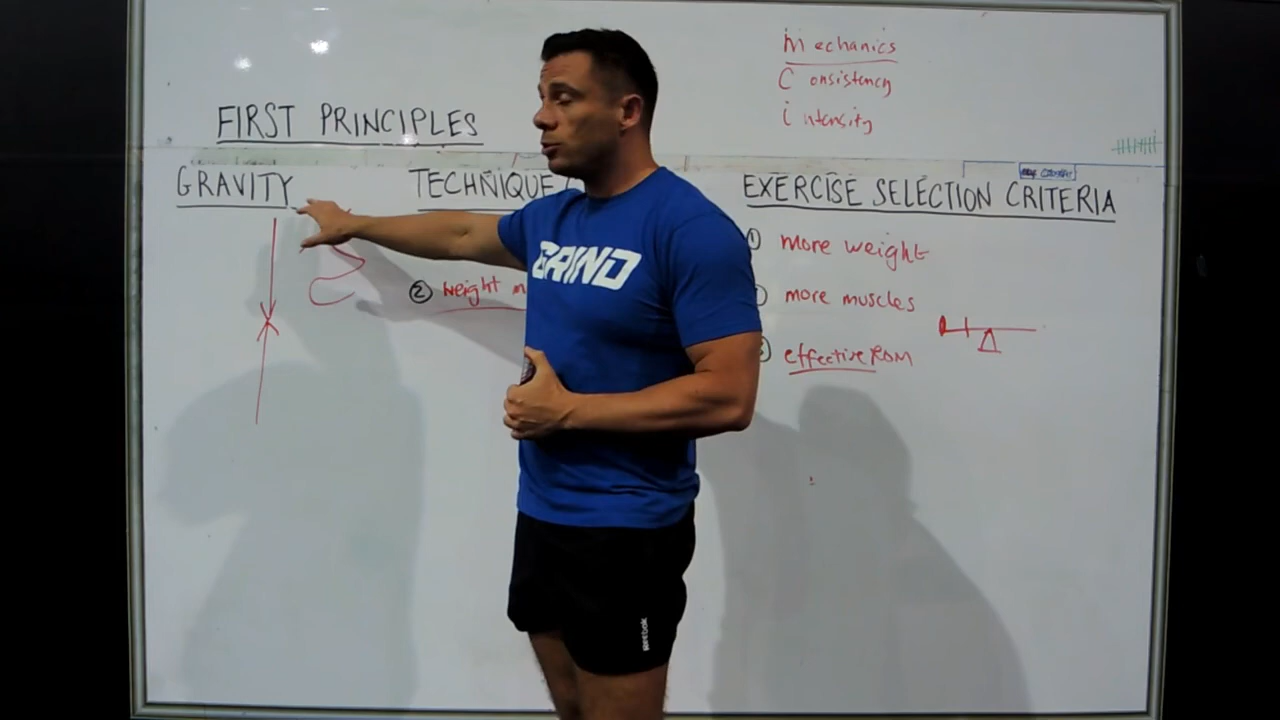 Mechanics
Consistency
intensity
FIRST PRINCIPLES
GRAVITY
TECHNIQUE
EXERCISE SELECTION CRITERIA
① more weight
more muscles
② weight
effective ROM
GRIND
Reebok